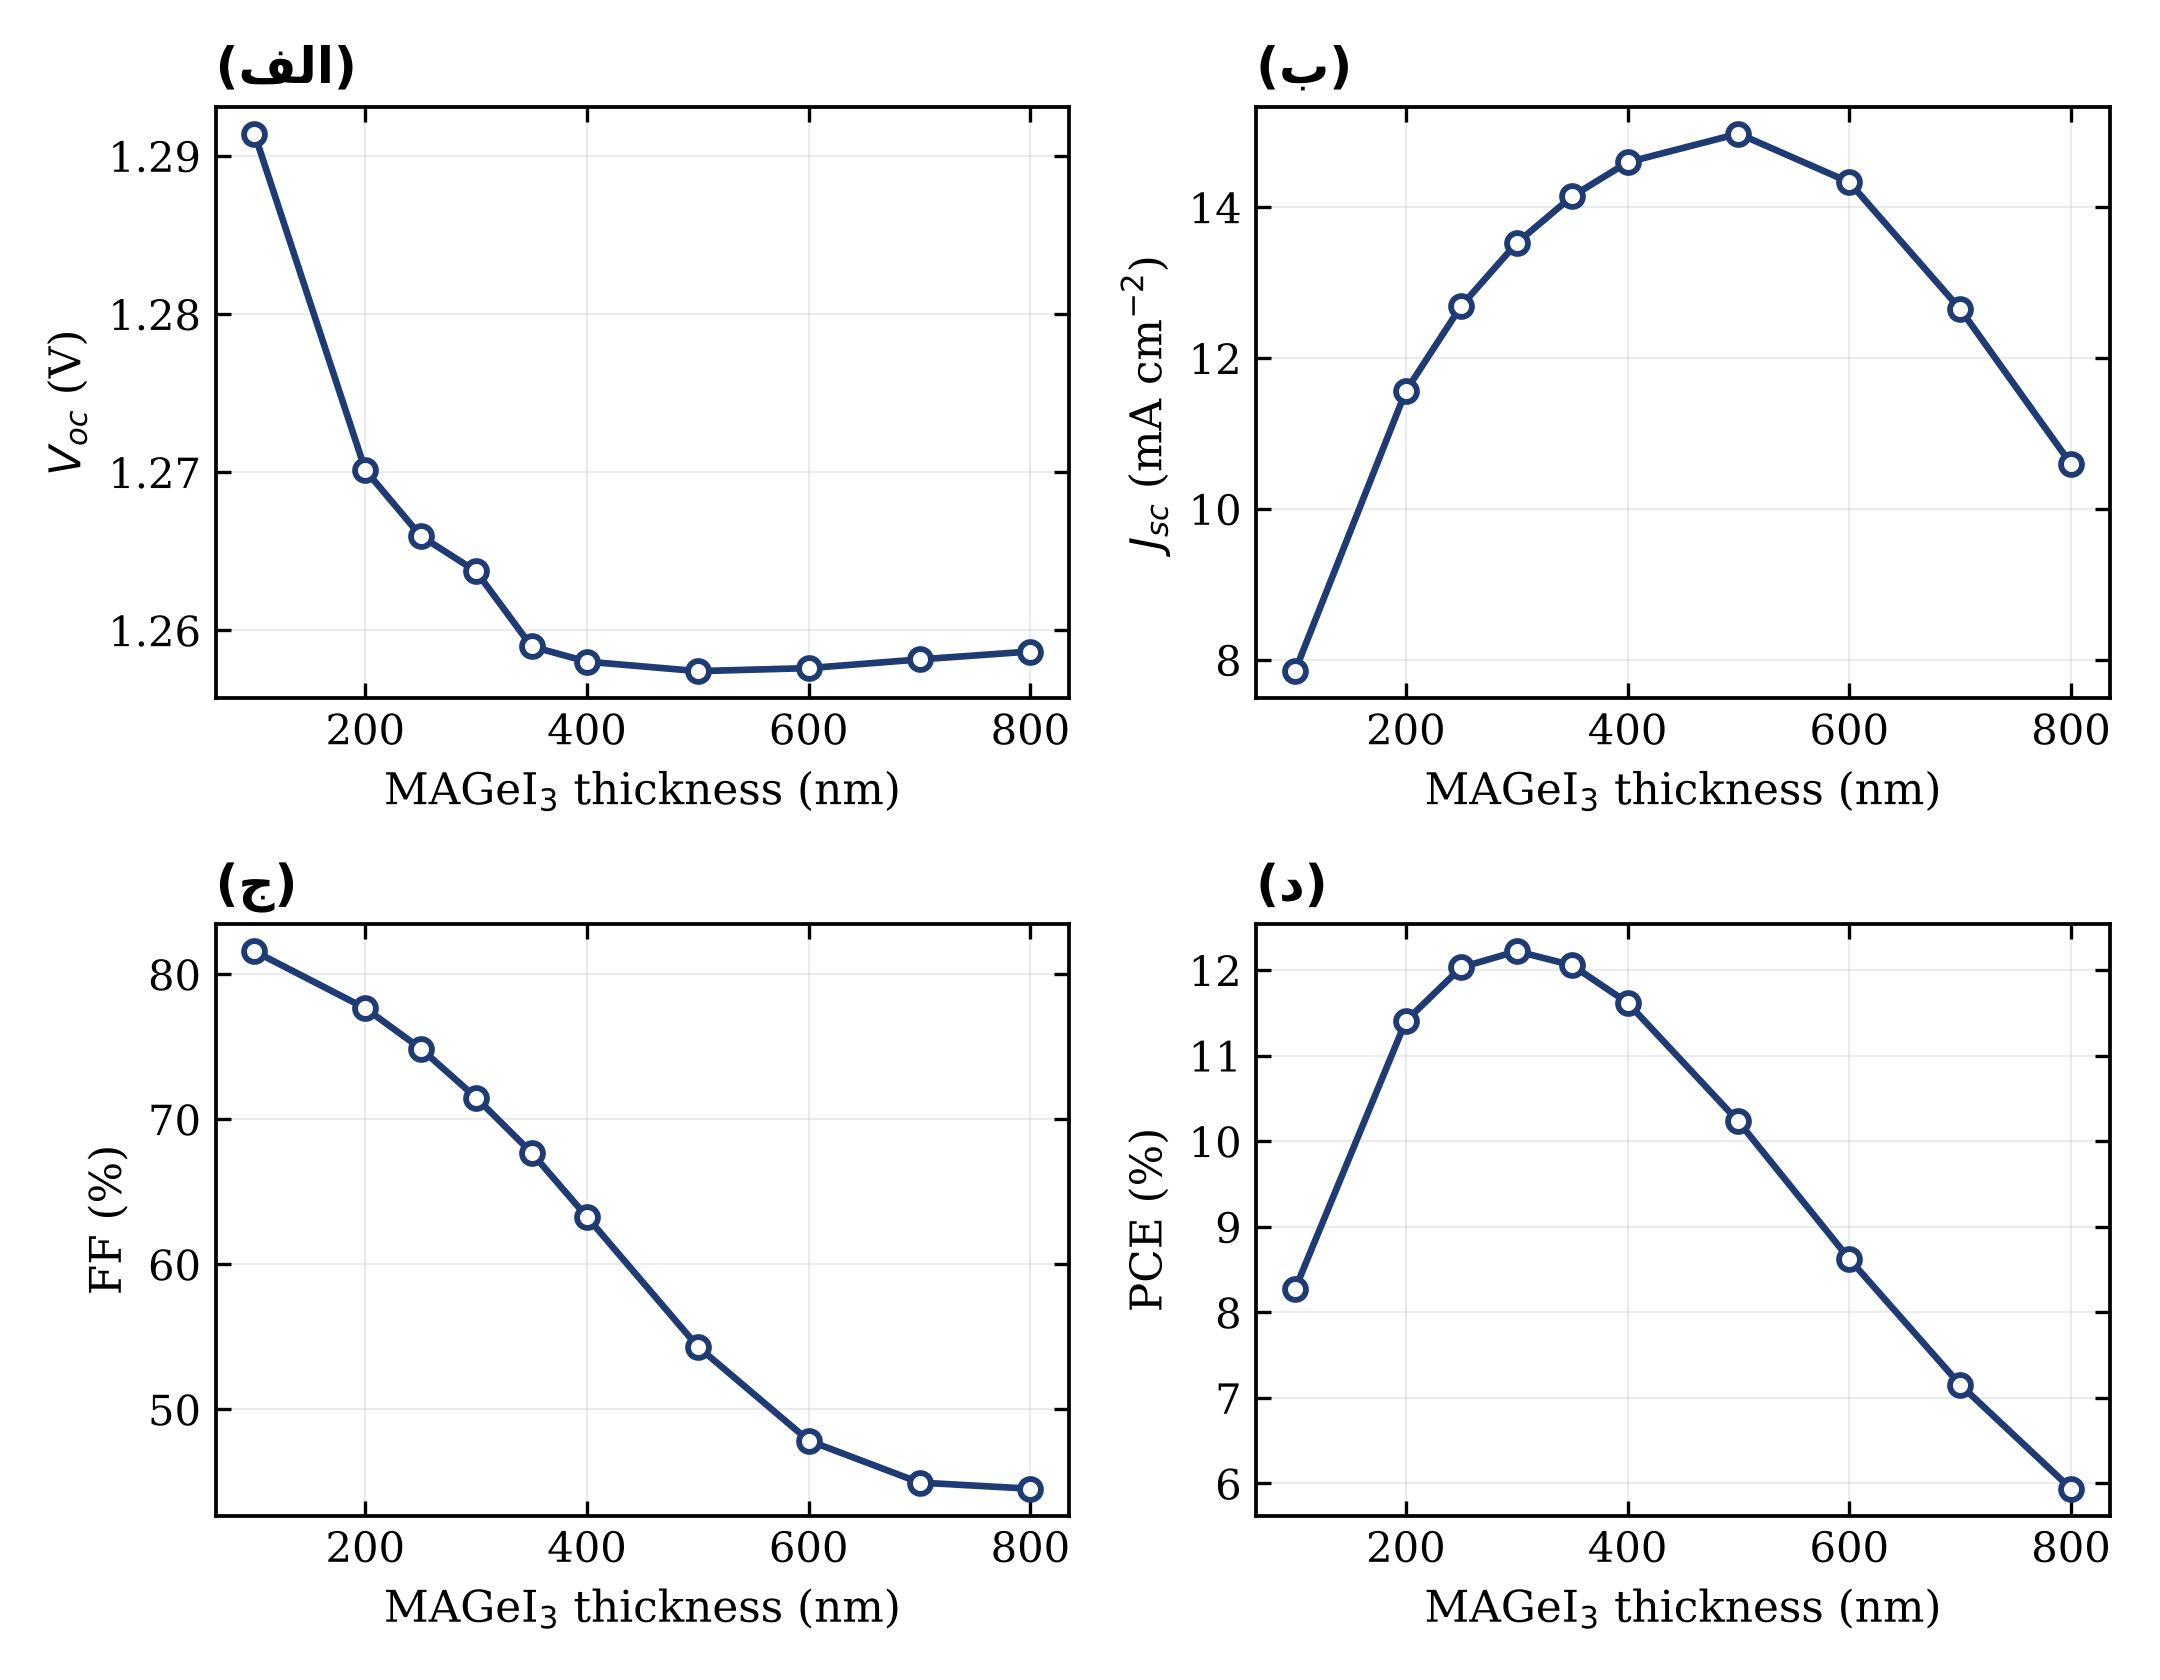 (الف)
1.29
1.28
1.27
1.26
V_oc (V)
200 400 600 800
MAGeI₃ thickness (nm)
(ب)
14
12
10
8
J_sc (mA cm⁻²)
200 400 600 800
MAGeI₃ thickness (nm)
(ج)
80
70
60
50
FF (%)
200 400 600 800
MAGeI₃ thickness (nm)
(د)
12
11
10
9
8
7
6
PCE (%)
200 400 600 800
MAGeI₃ thickness (nm)